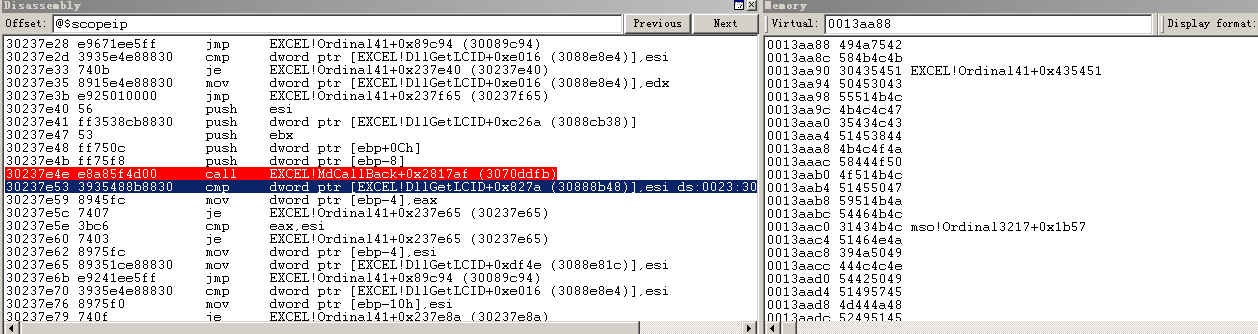 Disassembly
Offset: @$scopeip Previous Next
30237e28 e9671ee5ff jmp EXCEL!Ordinal41+0x89c94 (30089c94)
30237e2d 3935e4e88830 cmp dword ptr [EXCEL!DllGetLCID+0xe016 (3088e8e4)],esi
30237e33 740b je EXCEL!Ordinal41+0x237e40 (30237e40)
30237e35 8915e4e88830 mov dword ptr [EXCEL!DllGetLCID+0xe016 (3088e8e4)],edx
30237e3b e925010000 jmp EXCEL!Ordinal41+0x237f65 (30237f65)
30237e40 56 push esi
30237e41 ff3538cb8830 push dword ptr [EXCEL!DllGetLCID+0xc26a (3088cb38)]
30237e47 53 push ebx
30237e48 ff750c push dword ptr [ebp+0Ch]
30237e4b ff75f8 push dword ptr [ebp-8]
30237e4e e8a85f4d00 call EXCEL!MdCallBack+0x2817af (3070ddfb)
30237e53 3935488b8830 cmp dword ptr [EXCEL!DllGetLCID+0x827a (30888b48)],esi ds:0023:30
30237e59 8945fc mov dword ptr [ebp-4],eax
30237e5c 7407 je EXCEL!Ordinal41+0x237e65 (30237e65)
30237e5e 3bc6 cmp eax,esi
30237e60 7403 je EXCEL!Ordinal41+0x237e65 (30237e65)
30237e62 8975fc mov dword ptr [ebp-4],esi
30237e65 89351ce88830 mov dword ptr [EXCEL!DllGetLCID+0xdf4e (3088e81c)],esi
30237e6b e9241ee5ff jmp EXCEL!Ordinal41+0x89c94 (30089c94)
30237e70 3935e4e88830 cmp dword ptr [EXCEL!DllGetLCID+0xe016 (3088e8e4)],esi
30237e76 8975f0 mov dword ptr [ebp-10h],esi
30237e79 740f je EXCEL!Ordinal41+0x237e8a (30237e8a)
Memory
Virtual: 0013aa88 Display format:
0013aa88 494a7542
0013aa8c 584b4c4b
0013aa90 30435451 EXCEL!Ordinal41+0x435451
0013aa94 50453043
0013aa98 55514b4c
0013aa9c 4b4c4c47
0013aaa0 35434c43
0013aaa4 51453844
0013aaa8 4b4c4f4a
0013aaac 58444f50
0013aab0 4f514b4c
0013aab4 51455047
0013aab8 59514b4a
0013aabc 54464b4c
0013aac0 31434b4c mso!Ordinal3217+0x1b57
0013aac4 51464e4a
0013aac8 394a5049
0013aacc 444c4c4e
0013aad0 54425049
0013aad4 51495745
0013aad8 4d444a48
0013aadc 52495145